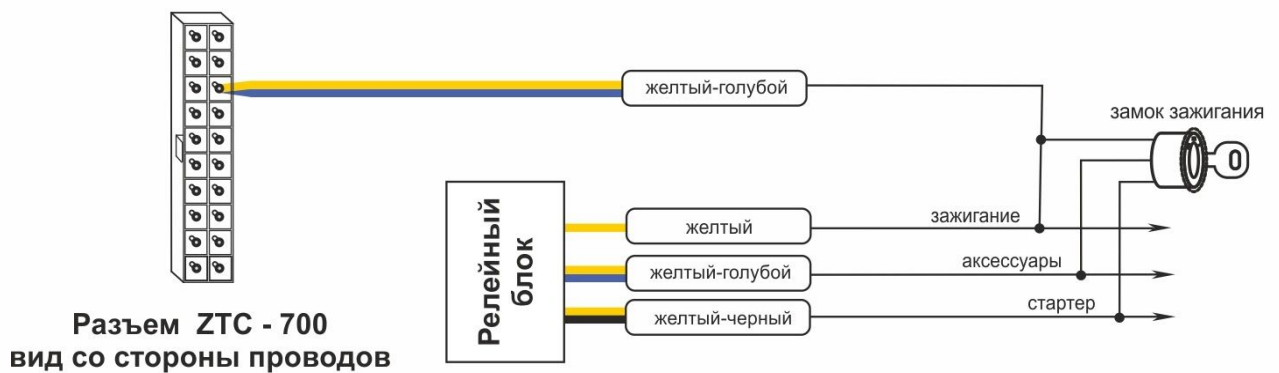 желтый-голубой
замок зажигания
Релейный
блок
желтый
зажигание
желтый-голубой
аксессуары
желтый-черный
стартер
Разъем ZTC - 700
вид со стороны проводов